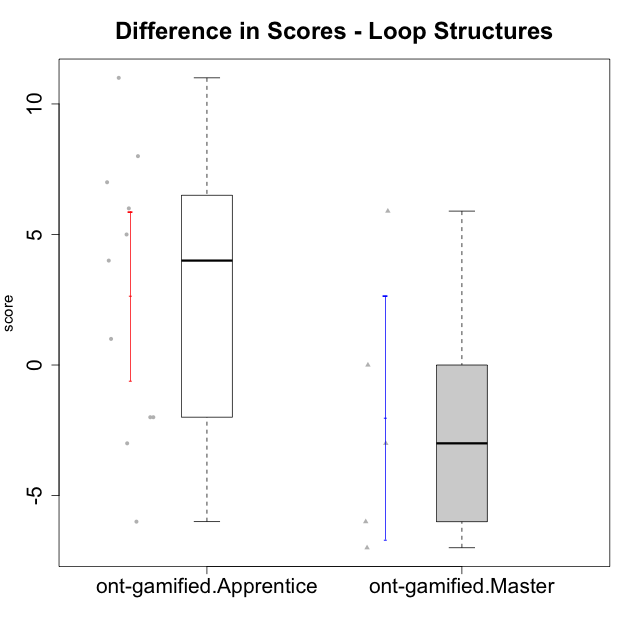 Difference in Scores - Loop Structures
10
5
0
-5
score
ont-gamified.Apprentice ont-gamified.Master